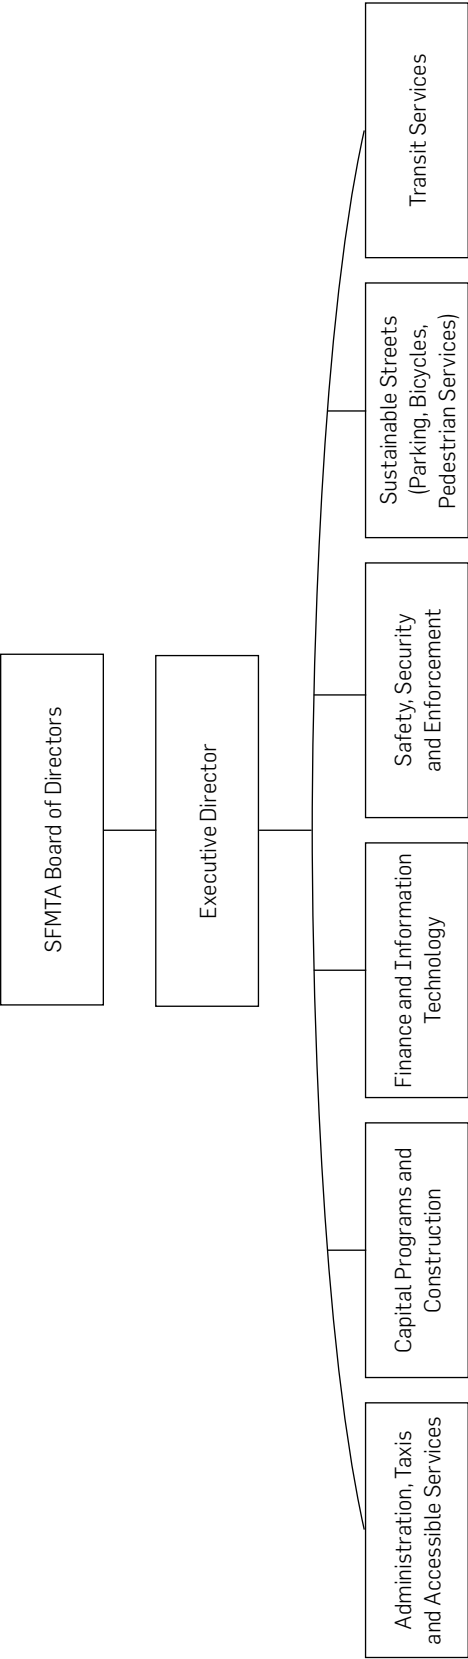 SFMTA Board of Directors
Executive Director
Administration, Taxis
and Accessible Services
Capital Programs and
Construction
Finance and Information
Technology
Safety, Security
and Enforcement
Sustainable Streets
(Parking, Bicycles,
Pedestrian Services)
Transit Services